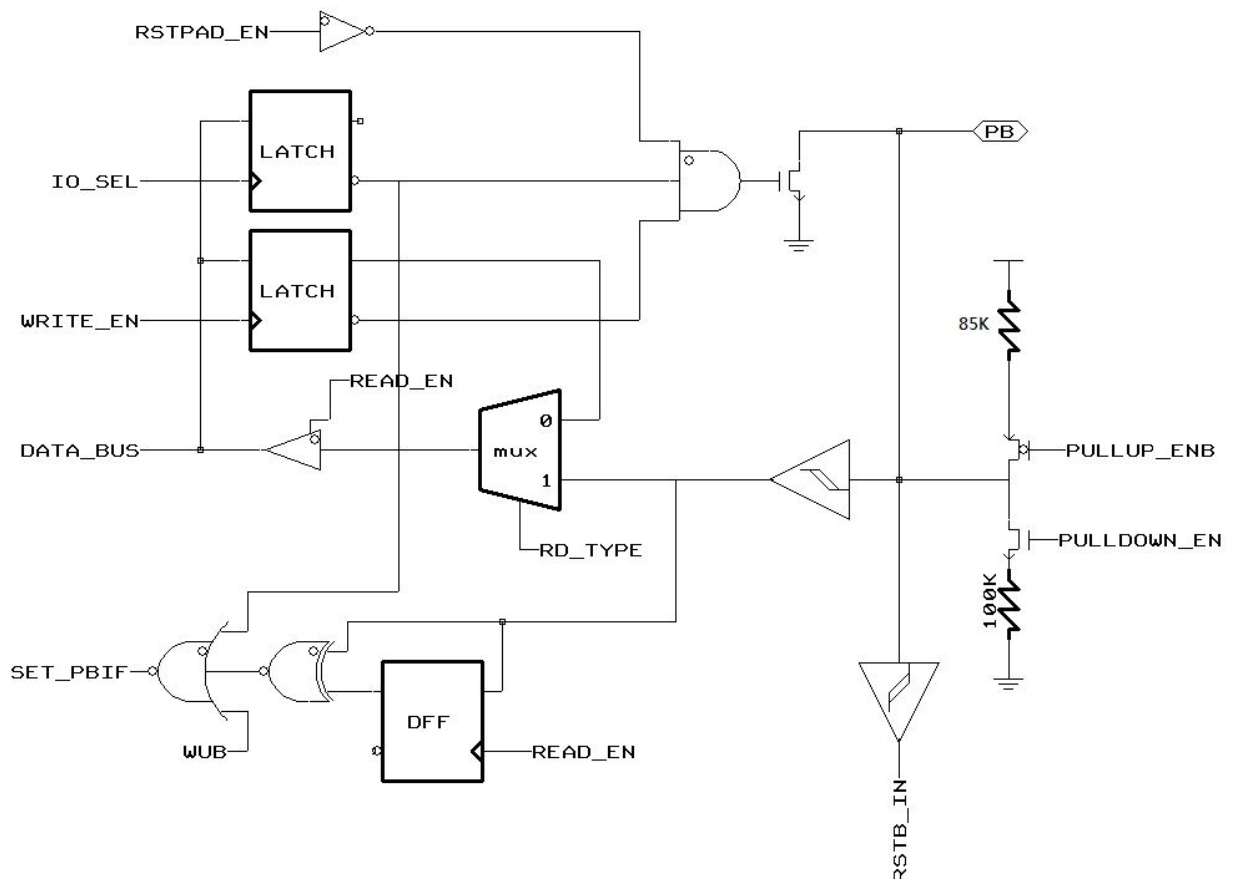 RSTPAD_EN
PB
LATCH
IO_SEL
LATCH
WRITE_EN
85K
READ_EN
0
DATA_BUS
mux
PULLUP_ENB
1
RD_TYPE
PULLDOWN_EN
100K
SET_PBIF
DFF
WUB
READ_EN
RSTB_IN